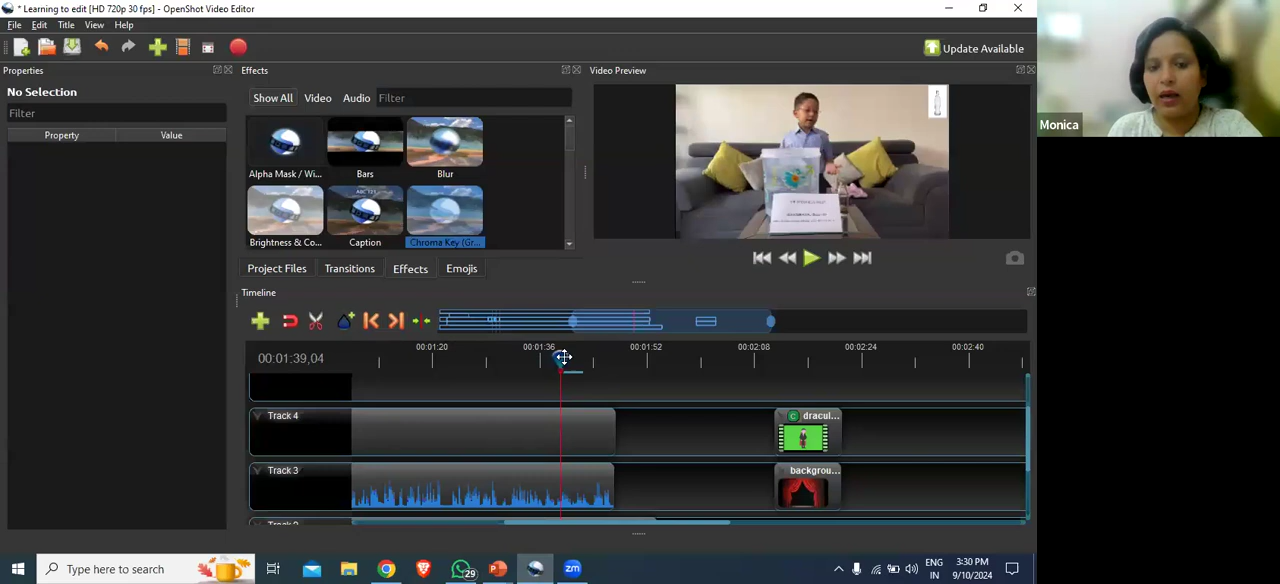 * Learning to edit [HD 720p 30 fps] - OpenShot Video Editor
File Edit Title View Help
Update Available
Properties
No Selection
Filter
Property Value
Effects
Show All Video Audio Filter
Alpha Mask / Wi... Bars Blur
Brightness & Co... Caption Chroma Key (Gr...
Project Files Transitions Effects Emojis
Video Preview
Monica
Timeline
00:01:39,04
00:01:20 00:01:36 00:01:52 00:02:08 00:02:24 00:02:40
Track 4
C dracul...
Track 3
backgrou...
Type here to search
29
zm
ENG
IN
3:30 PM
9/10/2024